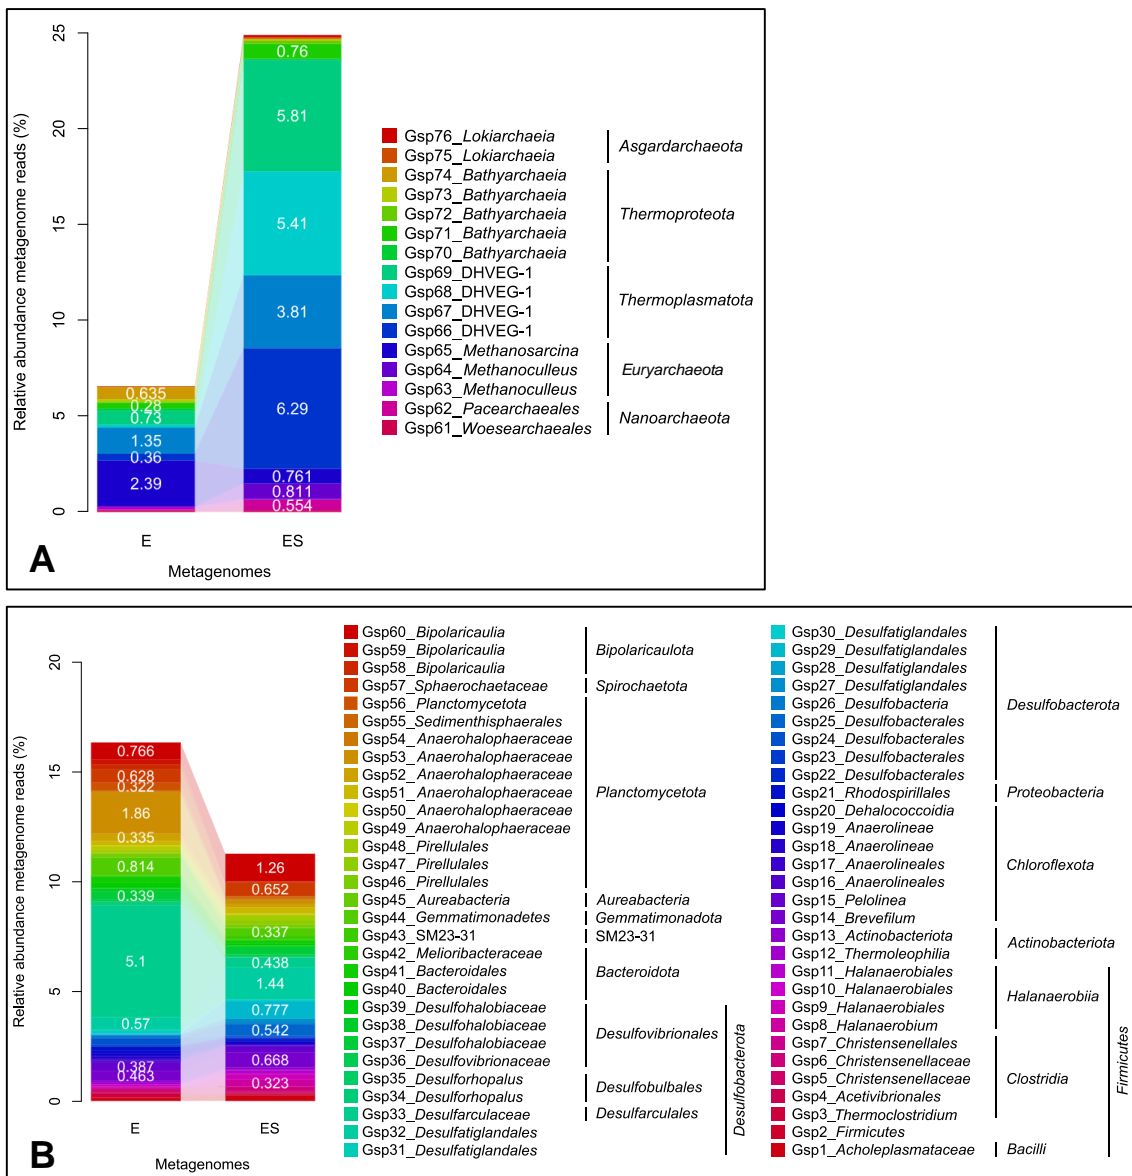 Relative abundance metagenome reads (%)
25
20
15
10
5
0
0.635
0.28
0.73
1.35
0.36
2.39
0.76
5.81
5.41
3.81
6.29
0.761
0.811
0.554
E
ES
Metagenomes
A
Gsp76_Lokiarchaeia
Gsp75_Lokiarchaeia
Gsp74_Bathyarchaeia
Gsp73_Bathyarchaeia
Gsp72_Bathyarchaeia
Gsp71_Bathyarchaeia
Gsp70_Bathyarchaeia
Gsp69_DHVEG-1
Gsp68_DHVEG-1
Gsp67_DHVEG-1
Gsp66_DHVEG-1
Gsp65_Methanosarcina
Gsp64_Methanoculleus
Gsp63_Methanoculleus
Gsp62_Pacearchaeales
Gsp61_Woesearchaeales
Asgardarchaeota
Thermoproteota
Thermoplasmatota
Euryarchaeota
Nanoarchaeota
Relative abundance metagenome reads (%)
20
15
10
5
0
0.766
0.628
0.322
1.86
0.335
0.814
0.339
5.1
0.57
0.387
0.463
1.26
0.652
0.337
0.438
1.44
0.777
0.542
0.668
0.323
E
ES
Metagenomes
B
Gsp60_Bipolaricaulia
Gsp59_Bipolaricaulia
Gsp58_Bipolaricaulia
Gsp57_Sphaerochaetaceae
Gsp56_Planctomycetota
Gsp55_Sedimenthisphaerales
Gsp54_Anaerohalophaeraceae
Gsp53_Anaerohalophaeraceae
Gsp52_Anaerohalophaeraceae
Gsp51_Anaerohalophaeraceae
Gsp50_Anaerohalophaeraceae
Gsp49_Anaerohalophaeraceae
Gsp48_Pirellulales
Gsp47_Pirellulales
Gsp46_Pirellulales
Gsp45_Aureabacteria
Gsp44_Gemmatimonadetes
Gsp43_SM23-31
Gsp42_Melioribacteraceae
Gsp41_Bacteroidales
Gsp40_Bacteroidales
Gsp39_Desulfohalobiaceae
Gsp38_Desulfohalobiaceae
Gsp37_Desulfohalobiaceae
Gsp36_Desulfovibrionaceae
Gsp35_Desulforhopalus
Gsp34_Desulforhopalus
Gsp33_Desulfarculaceae
Gsp32_Desulfatiglandales
Gsp31_Desulfatiglandales
Bipolaricaulota
Spirochaetota
Planctomycetota
Aureabacteria
Gemmatimonadota
SM23-31
Bacteroidota
Desulfovibrionales
Desulfobulbales
Desulfarculales
Desulfobacterota
Gsp30_Desulfatiglandales
Gsp29_Desulfatiglandales
Gsp28_Desulfatiglandales
Gsp27_Desulfatiglandales
Gsp26_Desulfobacteria
Gsp25_Desulfobacterales
Gsp24_Desulfobacterales
Gsp23_Desulfobacterales
Gsp22_Desulfobacterales
Gsp21_Rhodospirillales
Gsp20_Dehalococcoidia
Gsp19_Anaerolineae
Gsp18_Anaerolineae
Gsp17_Anaerolineales
Gsp16_Anaerolineales
Gsp15_Pelolinea
Gsp14_Brevefilum
Gsp13_Actinobacteriota
Gsp12_Thermoleophilia
Gsp11_Halanaerobiales
Gsp10_Halanaerobiales
Gsp9_Halanaerobiales
Gsp8_Halanaerobium
Gsp7_Christensenellales
Gsp6_Christensenellaceae
Gsp5_Christensenellaceae
Gsp4_Acetivibrionales
Gsp3_Thermoclostridium
Gsp2_Firmicutes
Gsp1_Acholeplasmataceae
Desulfobacterota
Proteobacteria
Chloroflexota
Actinobacteriota
Halanaerobiia
Clostridia
Bacilli
Firmicutes